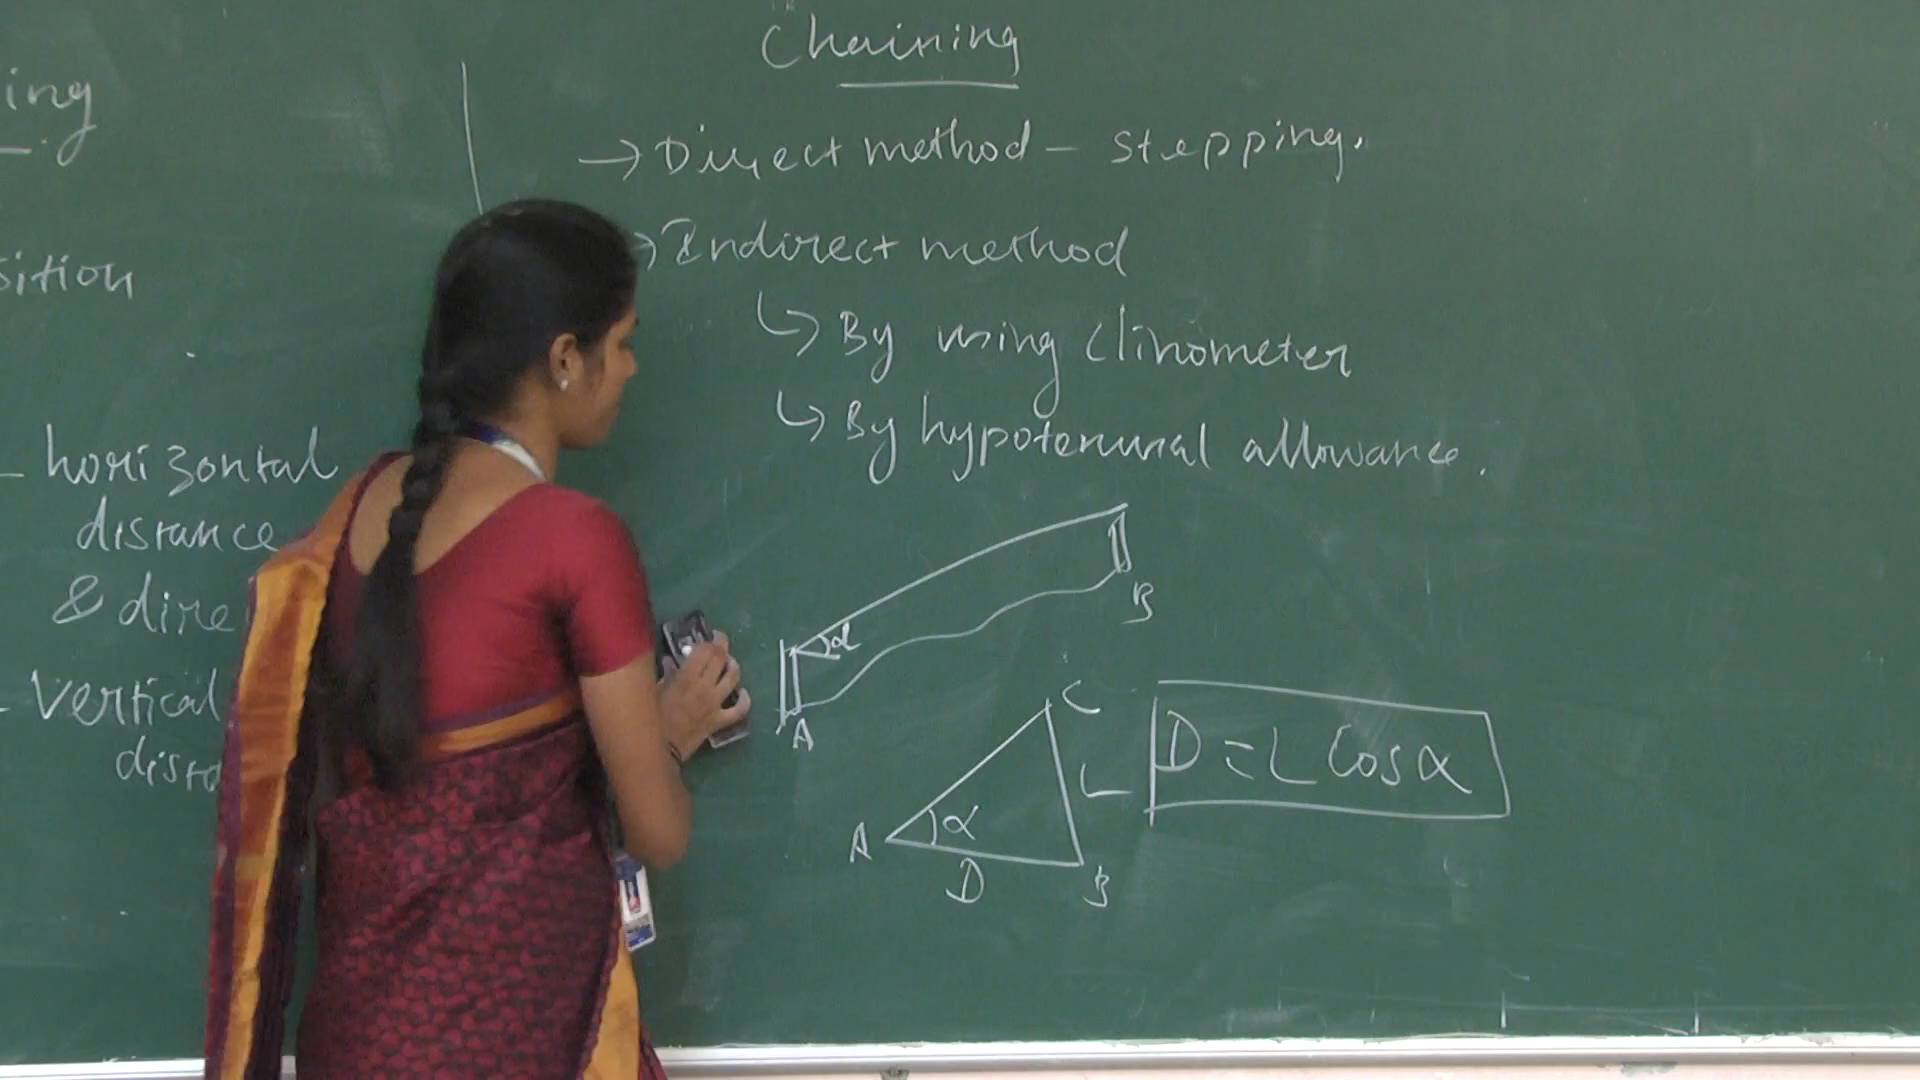 ing
sition
- horizontal
distance
& dire
- vertical
dista
Chaining
→ Direct method - stepping.
→ Indirect method
↳ By using Clinometer
↳ By hypotenusal allowance.
B
α
A
C
L
α
A
D
B
D = L Cos α